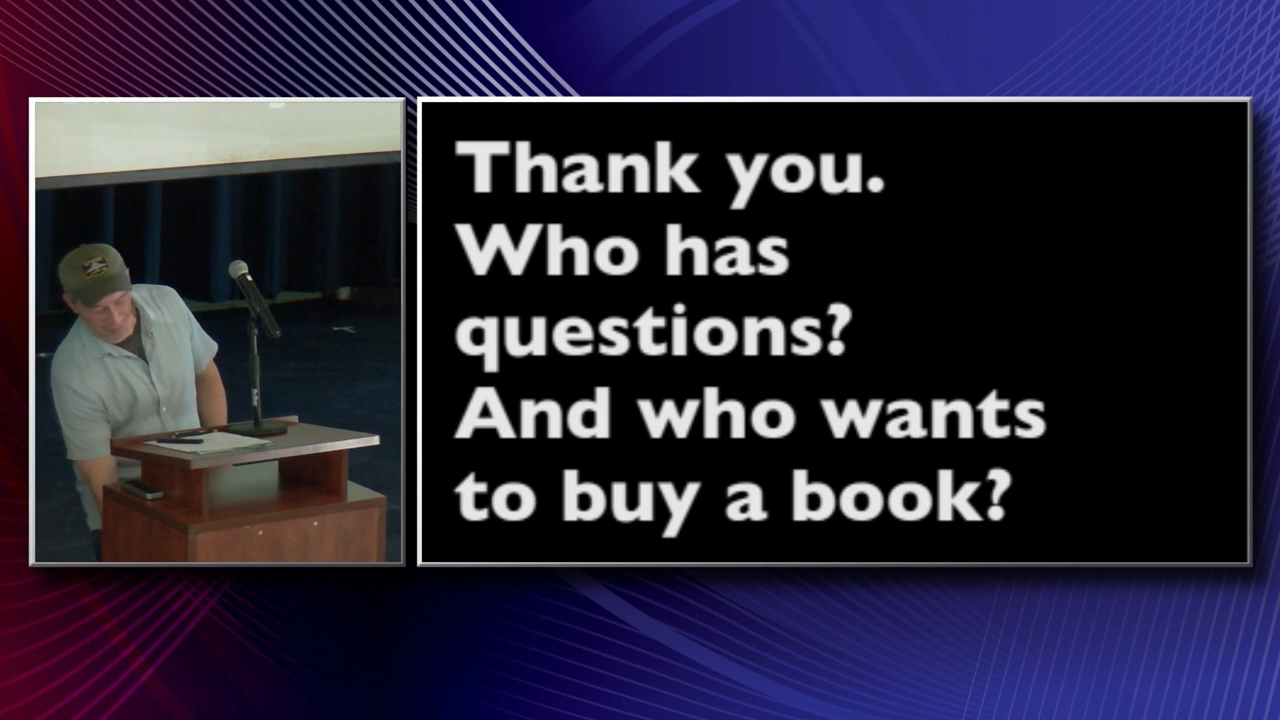 Thank you.
Who has
questions?
And who wants
to buy a book?